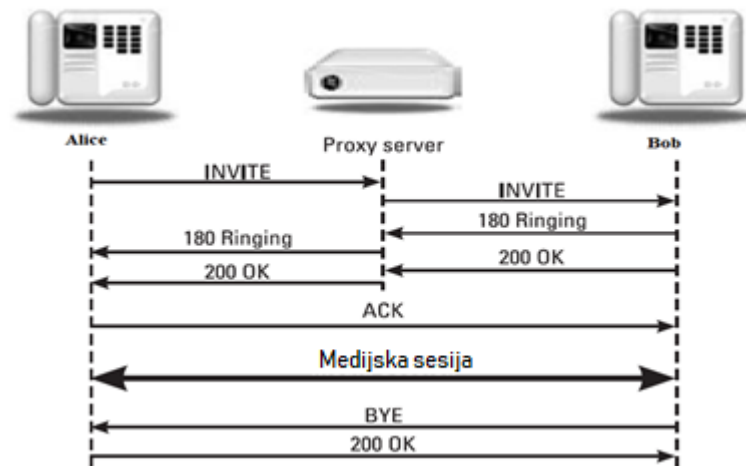 Alice
Proxy server
Bob
INVITE
INVITE
180 Ringing
180 Ringing
200 OK
200 OK
ACK
Medijska sesija
BYE
200 OK